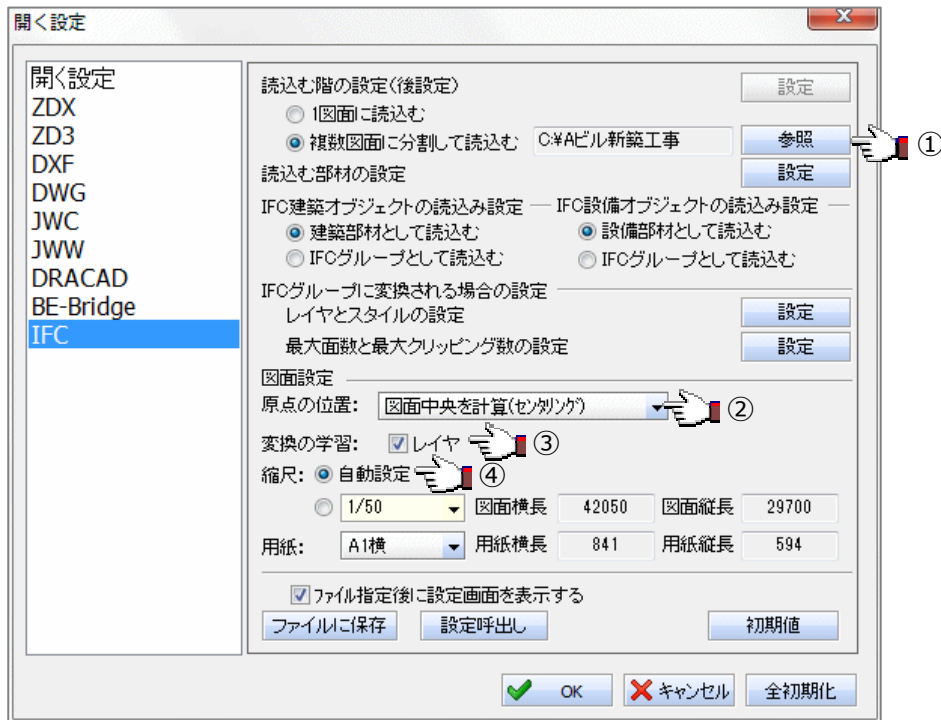 開く設定
開く設定
ZDX
ZD3
DXF
DWG
JWC
JWW
DRACAD
BE-Bridge
IFC
読込む階の設定(後設定) 設定
1図面に読込む
複数図面に分割して読込む C:¥Aビル新築工事 参照 ①
読込む部材の設定 設定
IFC建築オブジェクトの読込み設定 IFC設備オブジェクトの読込み設定
建築部材として読込む 設備部材として読込む
IFCグループとして読込む IFCグループとして読込む
IFCグループに変換される場合の設定
レイヤとスタイルの設定 設定
最大面数と最大クリッピング数の設定 設定
図面設定
原点の位置: 図面中央を計算(ｾﾝﾀﾘﾝｸﾞ) ②
変換の学習: レイヤ ③
縮尺: 自動設定 ④
1/50 図面横長 42050 図面縦長 29700
用紙: A1横 用紙横長 841 用紙縦長 594
ﾌｧｲﾙ指定後に設定画面を表示する
ファイルに保存 設定呼出し 初期値
OK キャンセル 全初期化